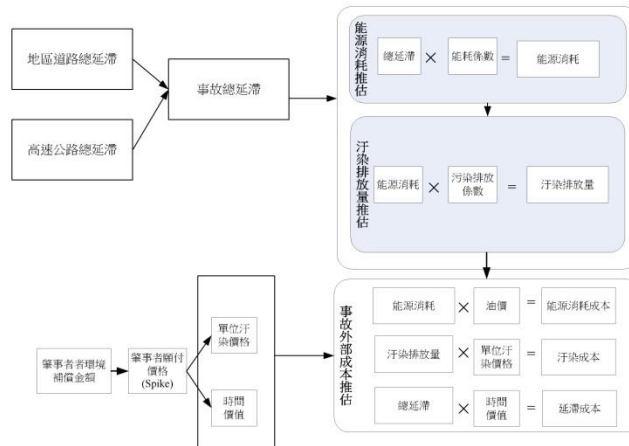 地區道路總延滯
高速公路總延滯
事故總延滯
能源消耗推估
總延滯 × 能耗係數 = 能源消耗
汙染排放量推估
能源消耗 × 污染排放
係數 = 汙染排放量
肇事者者環境
補償金額
肇事者願付
價格
(Spike)
單位汙
染價格
時間
價值
事故外部成本推估
能源消耗 × 油價 = 能源消耗成本
汙染排放量 × 單位汙
染價格 = 汙染成本
總延滯 × 時間
價值 = 延滯成本